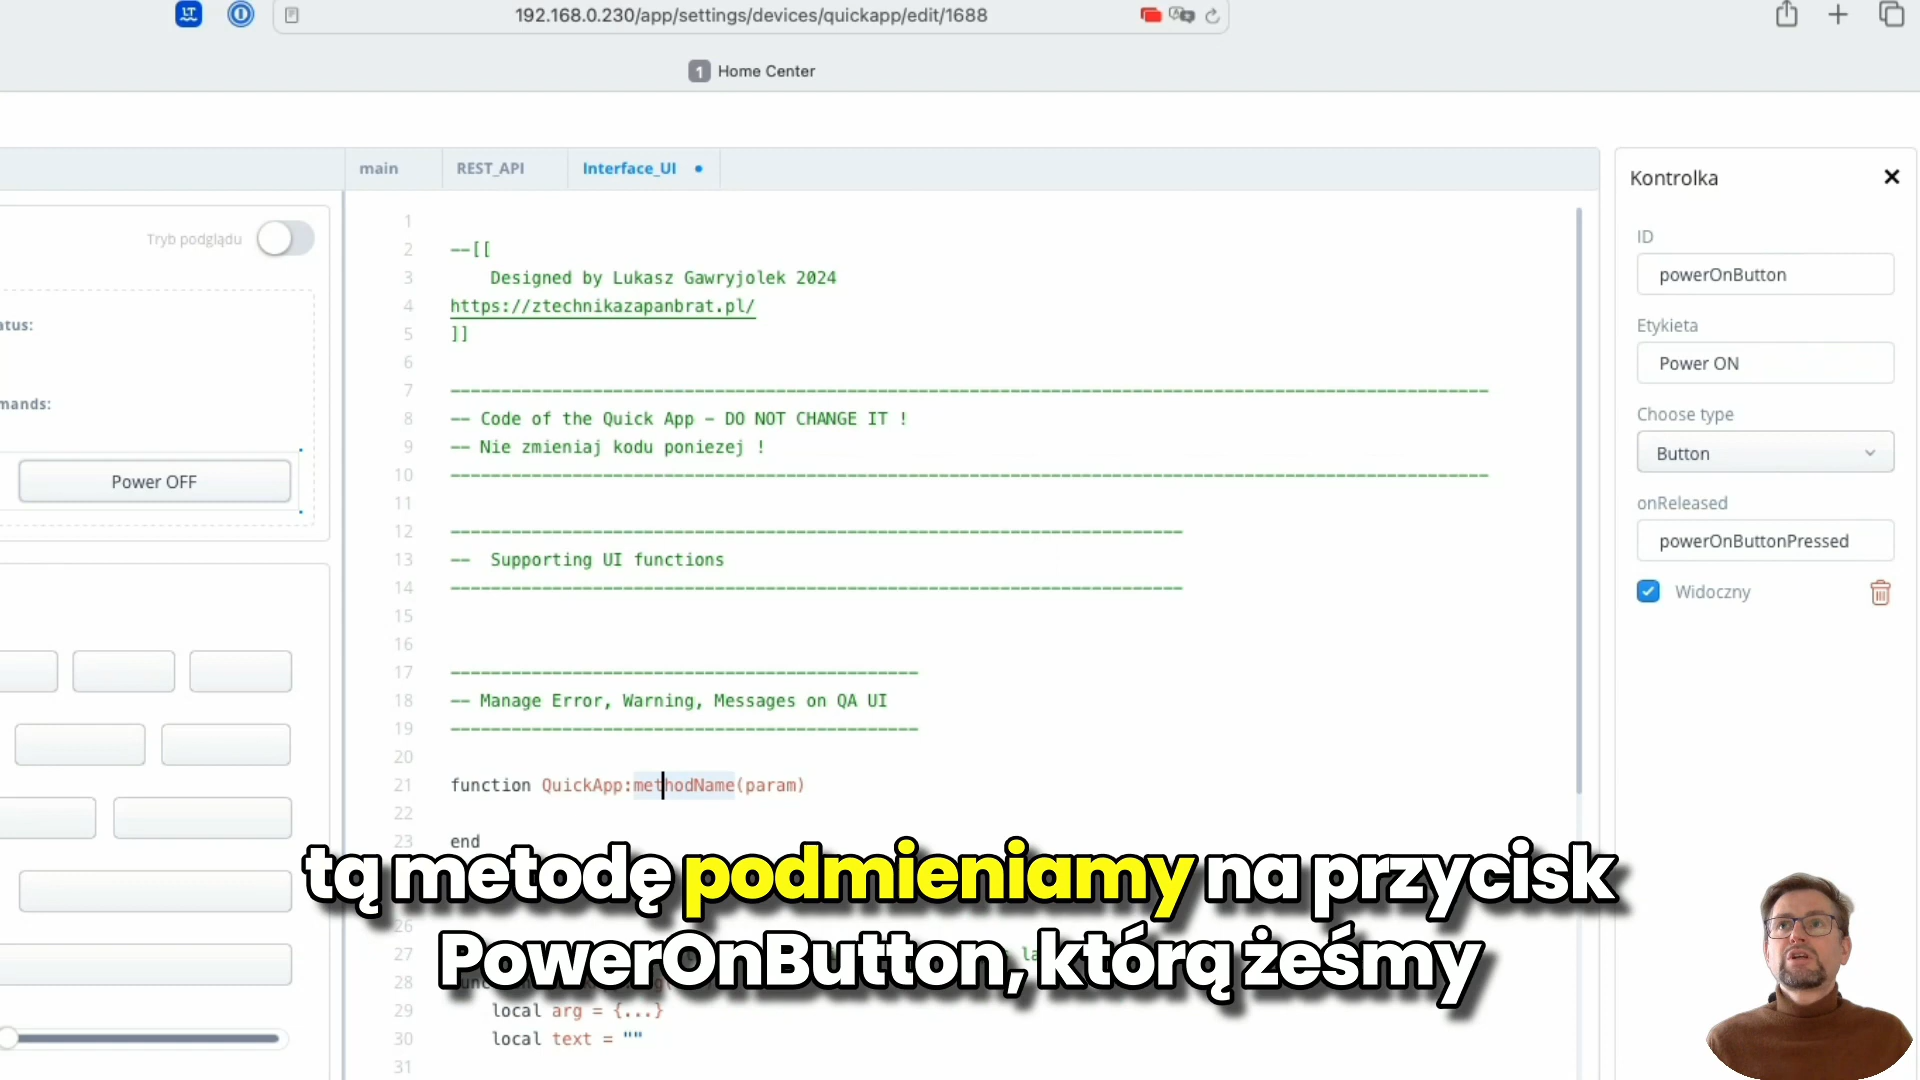 192.168.0.230/app/settings/devices/quickapp/edit/1688
1 Home Center
main
REST_API
Interface_UI
Tryb podglądu
atus:
mands:
Power OFF
1
2 --[[
3 Designed by Lukasz Gawryjolek 2024
4 https://ztechnikazapanbrat.pl/
5 ]]
6
7 ------------------------------------------------------------------------------------------------------
8 -- Code of the Quick App - DO NOT CHANGE IT !
9 -- Nie zmieniaj kodu poniezej !
10 ------------------------------------------------------------------------------------------------------
11
12 ------------------------------------------------------------------------
13 -- Supporting UI functions
14 ------------------------------------------------------------------------
15
16
17 ----------------------------------------------
18 -- Manage Error, Warning, Messages on QA UI
19 ----------------------------------------------
20
21 function QuickApp:methodName(param)
22
23 end
26
27
28
29 local arg = {...}
30 local text = ""
31
tą metodę podmieniamy na przycisk
PowerOnButton, którą żeśmy
Kontrolka
ID
powerOnButton
Etykieta
Power ON
Choose type
Button
onReleased
powerOnButtonPressed
Widoczny